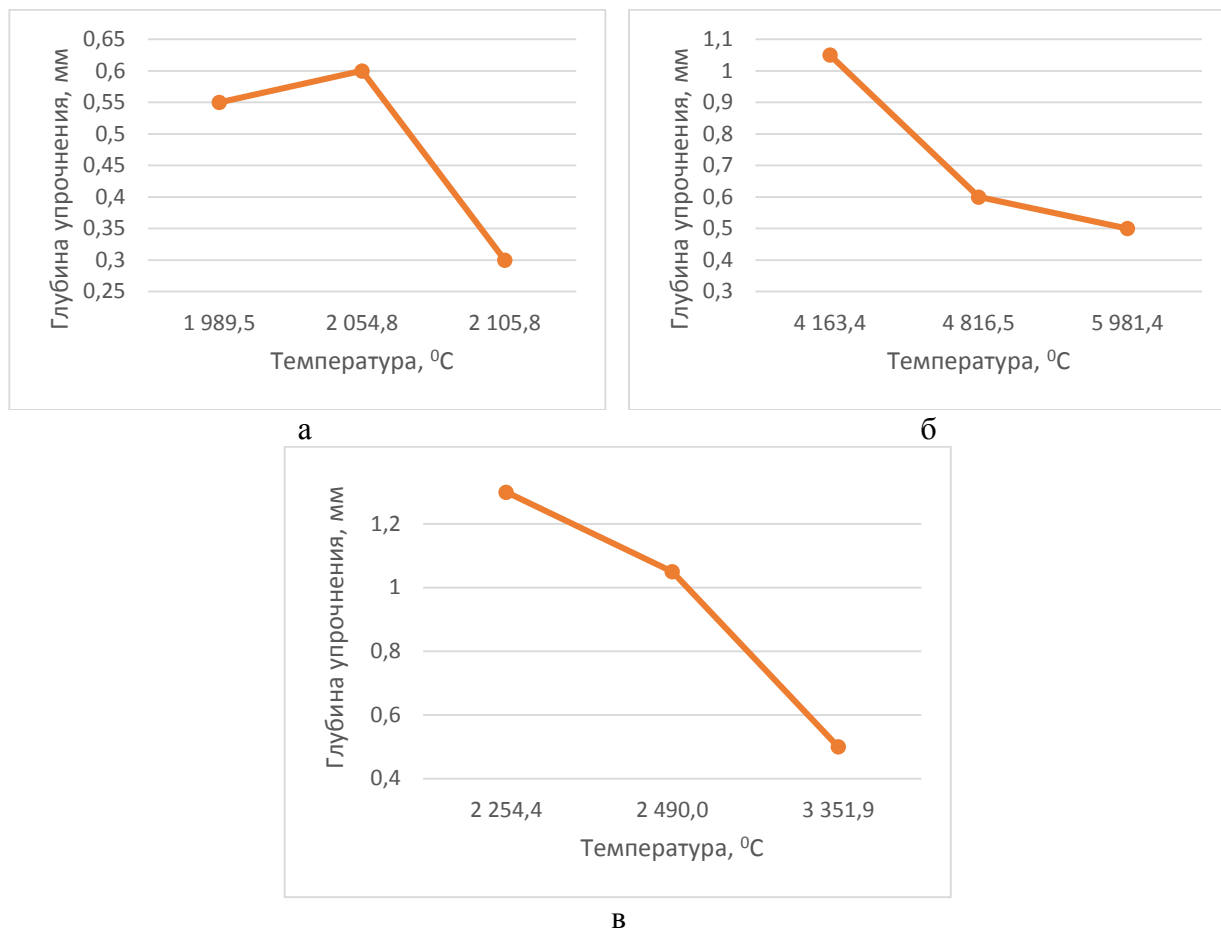 Глубина упрочнения, мм
0,65
0,6
0,55
0,5
0,45
0,4
0,35
0,3
0,25
1 989,5 2 054,8 2 105,8
Температура, ⁰С
а
Глубина упрочнения, мм
1,1
1
0,9
0,8
0,7
0,6
0,5
0,4
0,3
4 163,4 4 816,5 5 981,4
Температура, ⁰С
б
Глубина упрочнения, мм
1,2
1
0,8
0,6
0,4
2 254,4 2 490,0 3 351,9
Температура, ⁰С
в